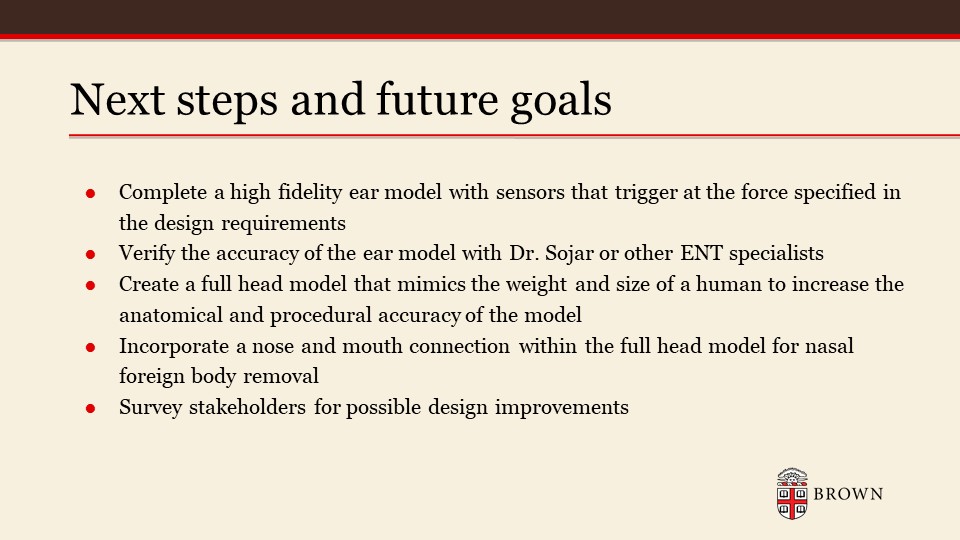 Next steps and future goals
● Complete a high fidelity ear model with sensors that trigger at the force specified in
the design requirements
● Verify the accuracy of the ear model with Dr. Sojar or other ENT specialists
● Create a full head model that mimics the weight and size of a human to increase the
anatomical and procedural accuracy of the model
● Incorporate a nose and mouth connection within the full head model for nasal
foreign body removal
● Survey stakeholders for possible design improvements
BROWN